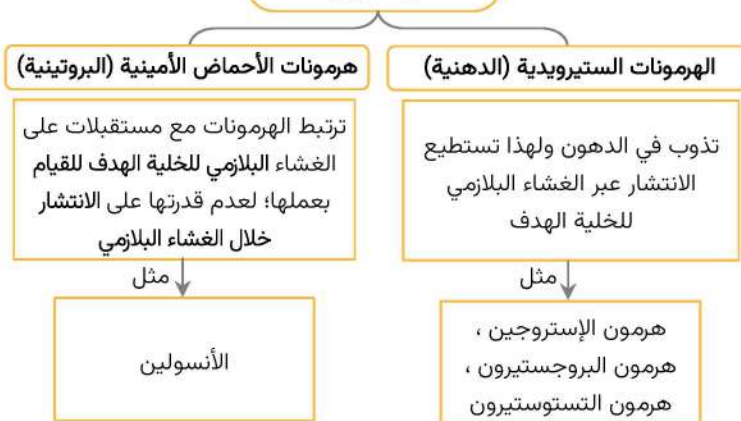 الهرمونات الستيرويدية (الدهنية)
تذوب في الدهون ولهذا تستطيع
الانتشار عبر الغشاء البلازمي
للخلية الهدف
مثل
هرمون الإستروجين ،
هرمون البروجستيرون ،
هرمون التستوستيرون
هرمونات الأحماض الأمينية (البروتينية)
ترتبط الهرمونات مع مستقبلات على
الغشاء البلازمي للخلية الهدف للقيام
بعملها؛ لعدم قدرتها على الانتشار
خلال الغشاء البلازمي
مثل
الأنسولين